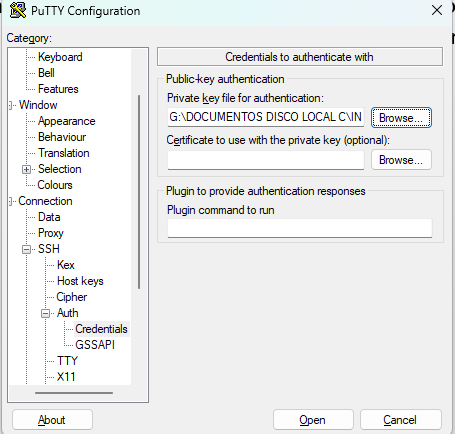 PuTTY Configuration
Category:
Keyboard
Bell
Features
Window
Appearance
Behaviour
Translation
Selection
Colours
Connection
Data
Proxy
SSH
Kex
Host keys
Cipher
Auth
Credentials
GSSAPI
TTY
X11
Credentials to authenticate with
Public-key authentication
Private key file for authentication:
G:\DOCUMENTOS DISCO LOCAL C\IN
Browse...
Certificate to use with the private key (optional):
Browse...
Plugin to provide authentication responses
Plugin command to run
About
Open
Cancel